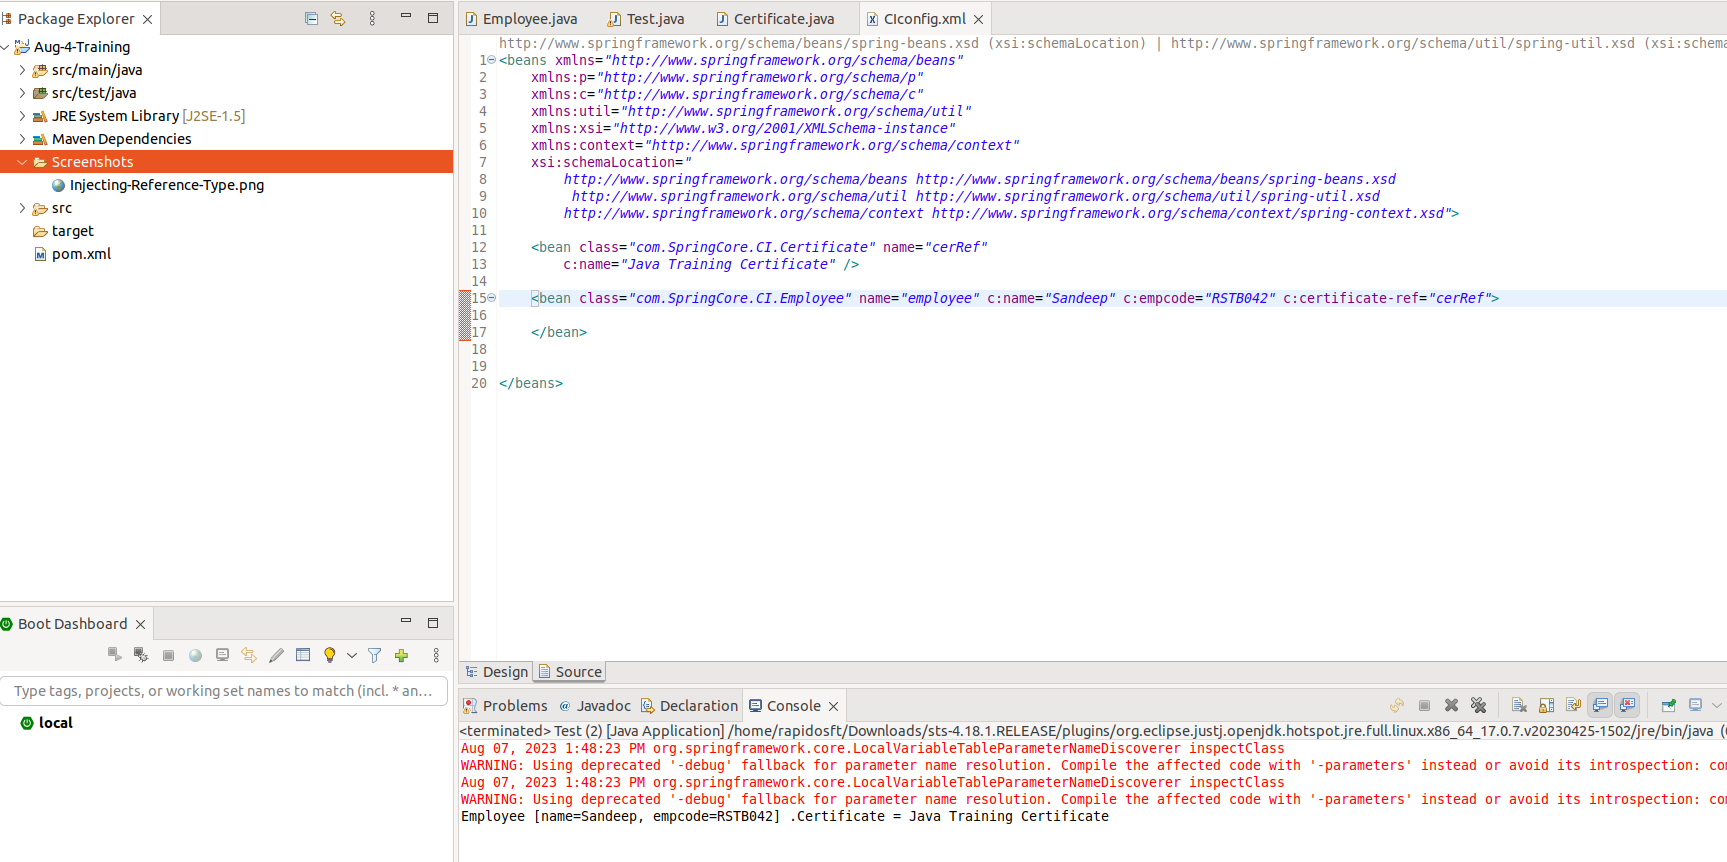 Package Explorer
Aug-4-Training
src/main/java
src/test/java
JRE System Library [J2SE-1.5]
Maven Dependencies
Screenshots
Injecting-Reference-Type.png
src
target
pom.xml
Boot Dashboard
Type tags, projects, or working set names to match (incl. * an...
local
Employee.java
Test.java
Certificate.java
CIconfig.xml
http://www.springframework.org/schema/beans/spring-beans.xsd (xsi:schemaLocation) | http://www.springframework.org/schema/util/spring-util.xsd (xsi:schema
1 <beans xmlns="http://www.springframework.org/schema/beans"
2 xmlns:p="http://www.springframework.org/schema/p"
3 xmlns:c="http://www.springframework.org/schema/c"
4 xmlns:util="http://www.springframework.org/schema/util"
5 xmlns:xsi="http://www.w3.org/2001/XMLSchema-instance"
6 xmlns:context="http://www.springframework.org/schema/context"
7 xsi:schemaLocation="
8 http://www.springframework.org/schema/beans http://www.springframework.org/schema/beans/spring-beans.xsd
9 http://www.springframework.org/schema/util http://www.springframework.org/schema/util/spring-util.xsd
10 http://www.springframework.org/schema/context http://www.springframework.org/schema/context/spring-context.xsd">
11
12 <bean class="com.SpringCore.CI.Certificate" name="cerRef"
13 c:name="Java Training Certificate" />
14
15 <bean class="com.SpringCore.CI.Employee" name="employee" c:name="Sandeep" c:empcode="RSTB042" c:certificate-ref="cerRef">
16
17 </bean>
18
19
20 </beans>
Design
Source
Problems
Javadoc
Declaration
Console
<terminated> Test (2) [Java Application] /home/rapidosft/Downloads/sts-4.18.1.RELEASE/plugins/org.eclipse.justj.openjdk.hotspot.jre.full.linux.x86_64_17.0.7.v20230425-1502/jre/bin/java (
Aug 07, 2023 1:48:23 PM org.springframework.core.LocalVariableTableParameterNameDiscoverer inspectClass
WARNING: Using deprecated '-debug' fallback for parameter name resolution. Compile the affected code with '-parameters' instead or avoid its introspection: com
Aug 07, 2023 1:48:23 PM org.springframework.core.LocalVariableTableParameterNameDiscoverer inspectClass
WARNING: Using deprecated '-debug' fallback for parameter name resolution. Compile the affected code with '-parameters' instead or avoid its introspection: com
Employee [name=Sandeep, empcode=RSTB042] .Certificate = Java Training Certificate